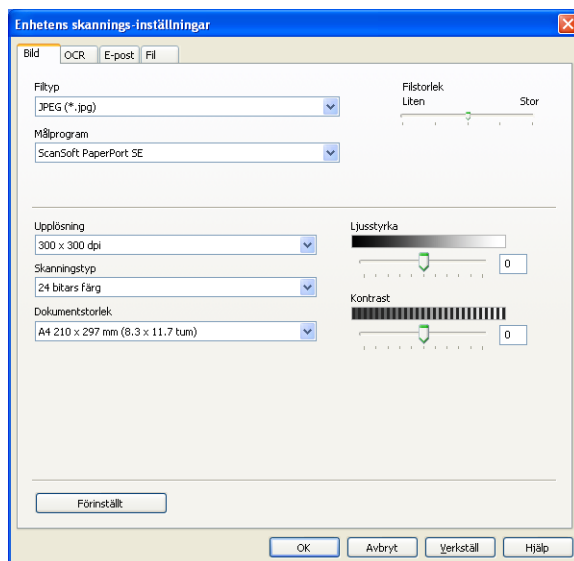 Enhetens skannings-inställningar
Bild OCR E-post Fil
Filtyp
JPEG (*.jpg)
Filstorlek
Liten Stor
Målprogram
ScanSoft PaperPort SE
Upplösning
300 x 300 dpi
Ljusstyrka
0
Skanningstyp
24 bitars färg
Kontrast
0
Dokumentstorlek
A4 210 x 297 mm (8.3 x 11.7 tum)
Förinställt
OK Avbryt Verkställ Hjälp